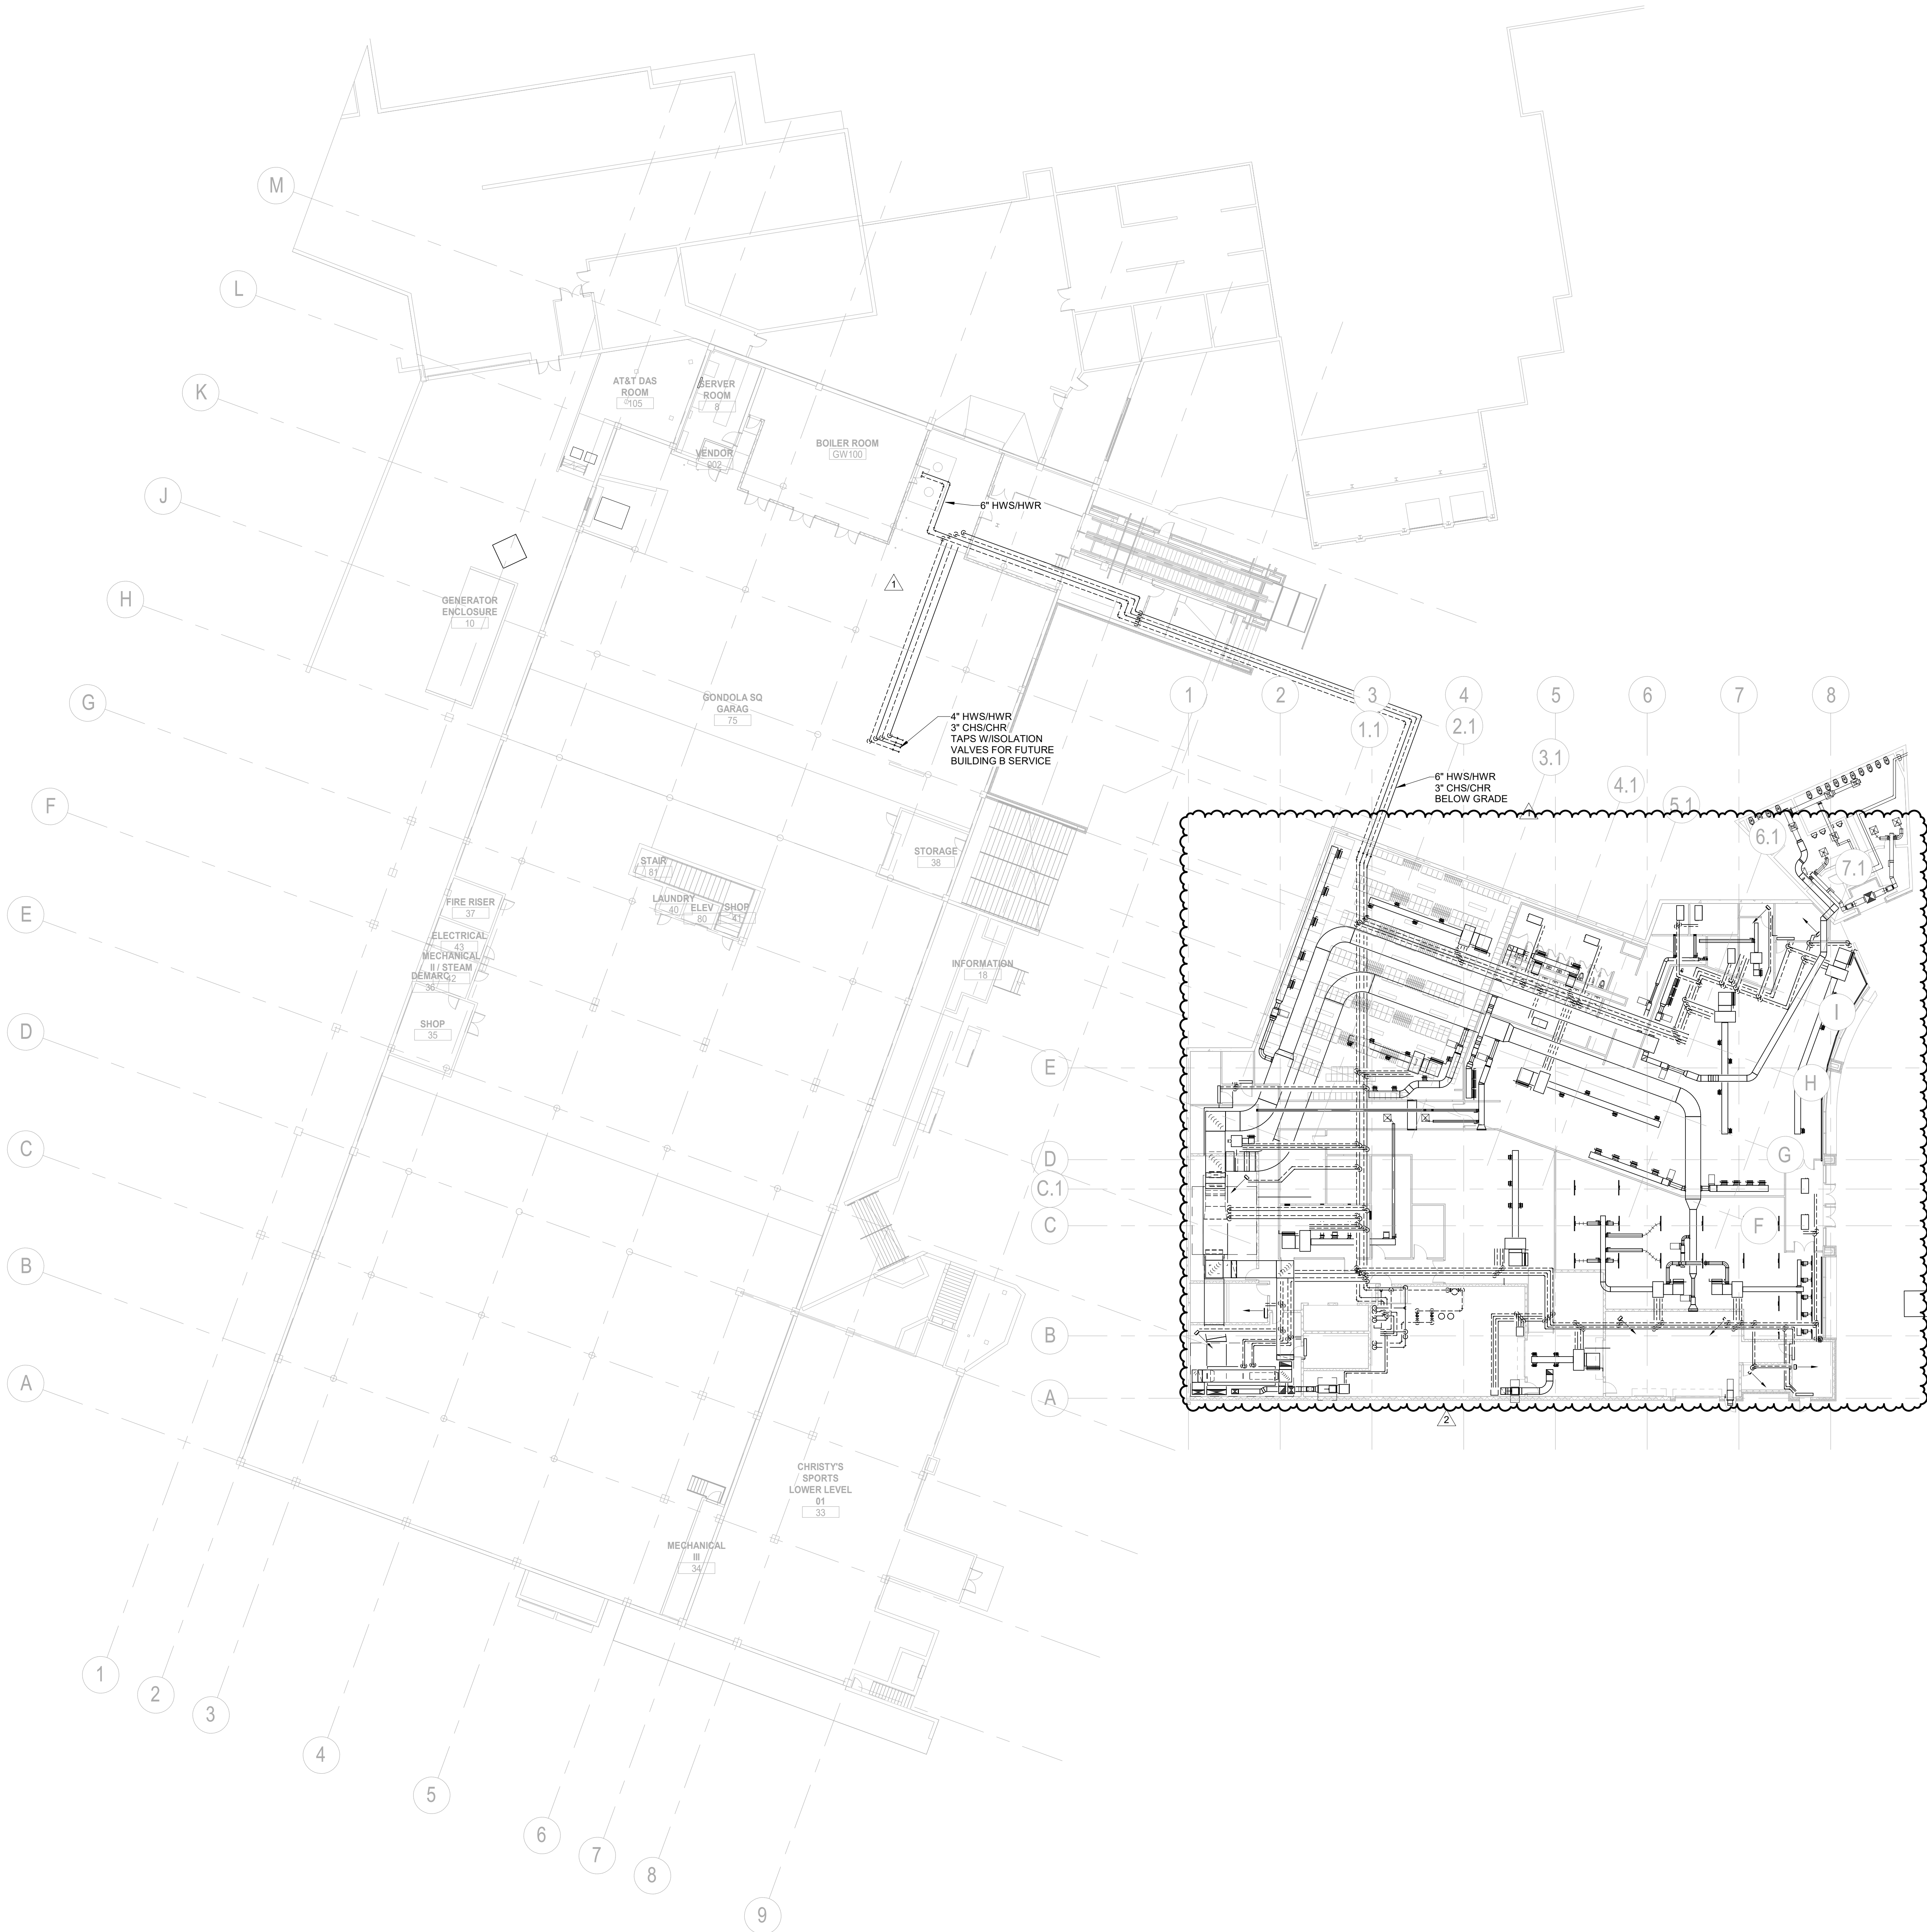 M
L
K
J
H
G
F
E
D
C
B
A
AT&T DAS
ROOM
105
SERVER
ROOM
8
VENDOR
002
BOILER ROOM
GW100
6" HWS/HWR
1
GENERATOR
ENCLOSURE
10
GONDOLA SQ
GARAG
75
4" HWS/HWR
3" CHS/CHR
TAPS W/ISOLATION
VALVES FOR FUTURE
BUILDING B SERVICE
STORAGE
38
STAIR
81
LAUNDRY
40
ELEV
80
SHOP
41
FIRE RISER
37
ELECTRICAL
43
MECHANICAL
II / STEAM
42
DEMARC
36
SHOP
35
INFORMATION
18
CHRISTY'S
SPORTS
LOWER LEVEL
01
33
MECHANICAL
III
34
1
2
3
4
5
6
7
8
9
1
2
3
4
5
6
7
8
1.1
2.1
3.1
4.1
5.1
6.1
7.1
6" HWS/HWR
3" CHS/CHR
BELOW GRADE
1
I
H
G
F
E
D
C.1
C
B
A
2